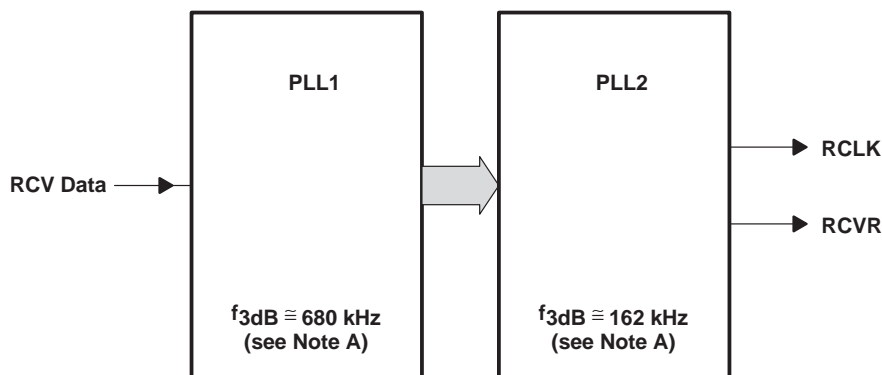 PLL1
PLL2
RCV Data
RCLK
RCVR
f3dB ≅ 680 kHz
(see Note A)
f3dB ≅ 162 kHz
(see Note A)